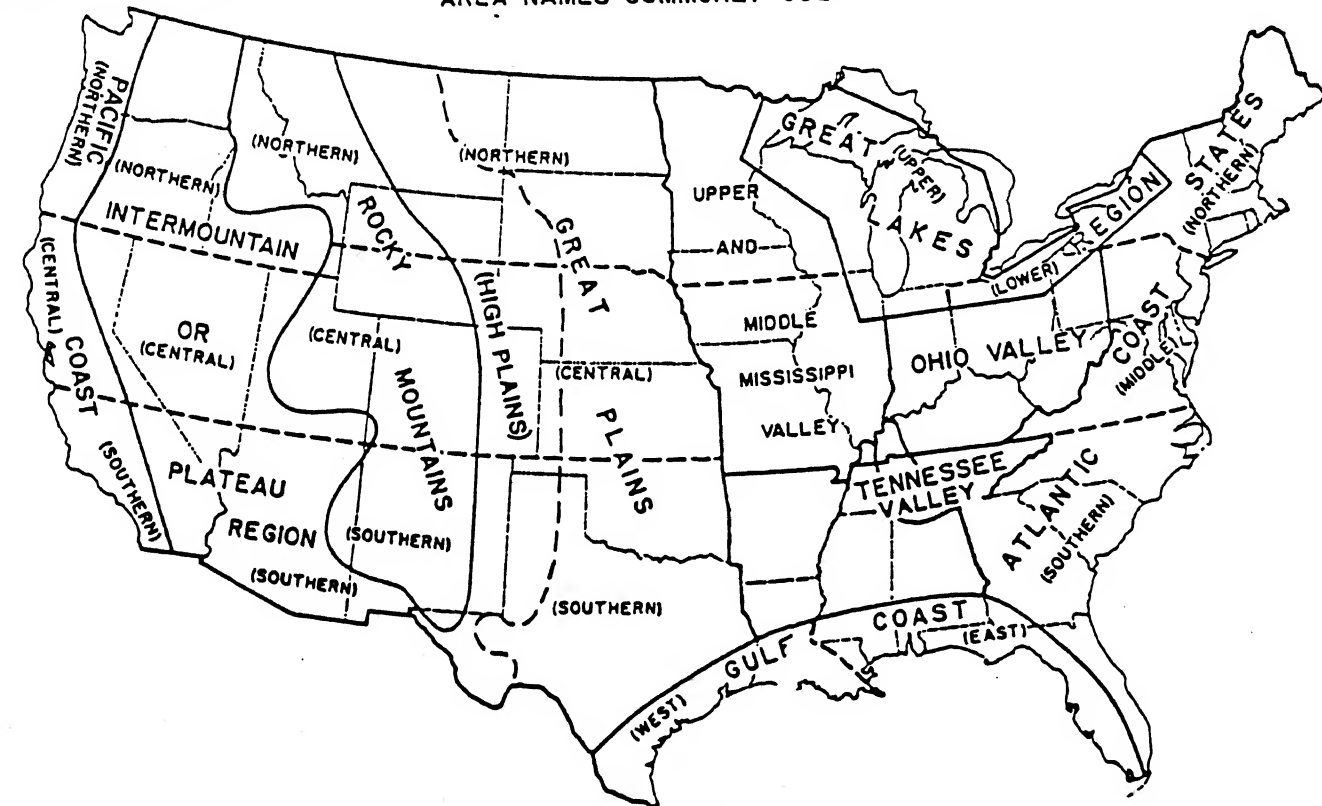 AREA NAMES COMMONLY
PACIFIC
(NORTHERN)
(CENTRAL)
COAST
(SOUTHERN)
(NORTHERN)
INTERMOUNTAIN
OR
(CENTRAL)
PLATEAU
REGION
(SOUTHERN)
(NORTHERN)
ROCKY
(CENTRAL)
MOUNTAINS
(SOUTHERN)
(HIGH PLAINS)
(NORTHERN)
GREAT
(CENTRAL)
PLAINS
(SOUTHERN)
UPPER
AND
MIDDLE
MISSISSIPPI
VALLEY
GREAT
(UPPER)
LAKES
(LOWER)
REGION
OHIO VALLEY
TENNESSEE
VALLEY
STATES
(NORTHERN)
COAST
(MIDDLE)
ATLANTIC
(SOUTHERN)
(WEST)
GULF
COAST
(EAST)